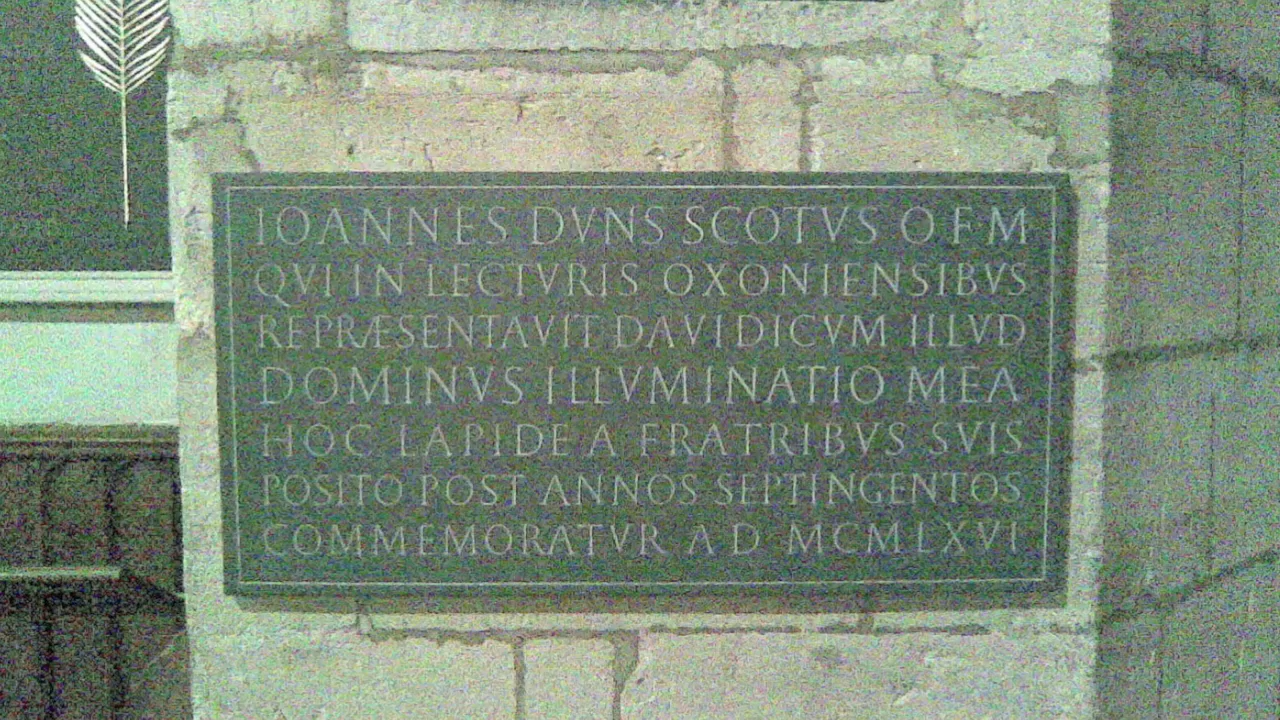 IOANNES DVNS SCOTVS O F M
QVI IN LECTVRIS OXONIENSIBVS
REPRÆSENTAVIT DAVIDICVM ILLVD
DOMINVS ILLVMINATIO MEA
HOC LAPIDE A FRATRIBVS SVIS
POSITO POST ANNOS SEPTINGENTOS
COMMEMORATVR A D MCMLXVI